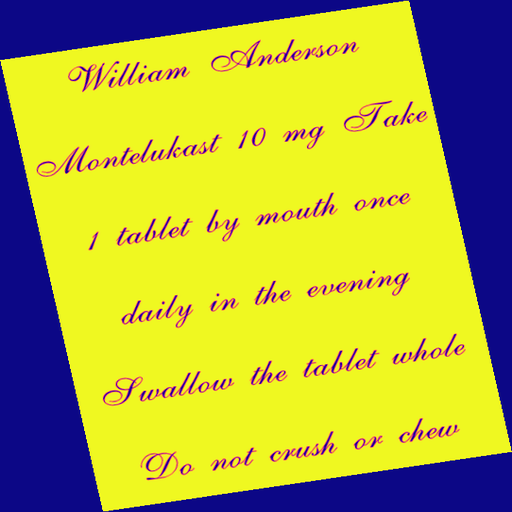 William Anderson
Montelukast 10 mg Take
1 tablet by mouth once
daily in the evening
Swallow the tablet whole
Do not crush or chew